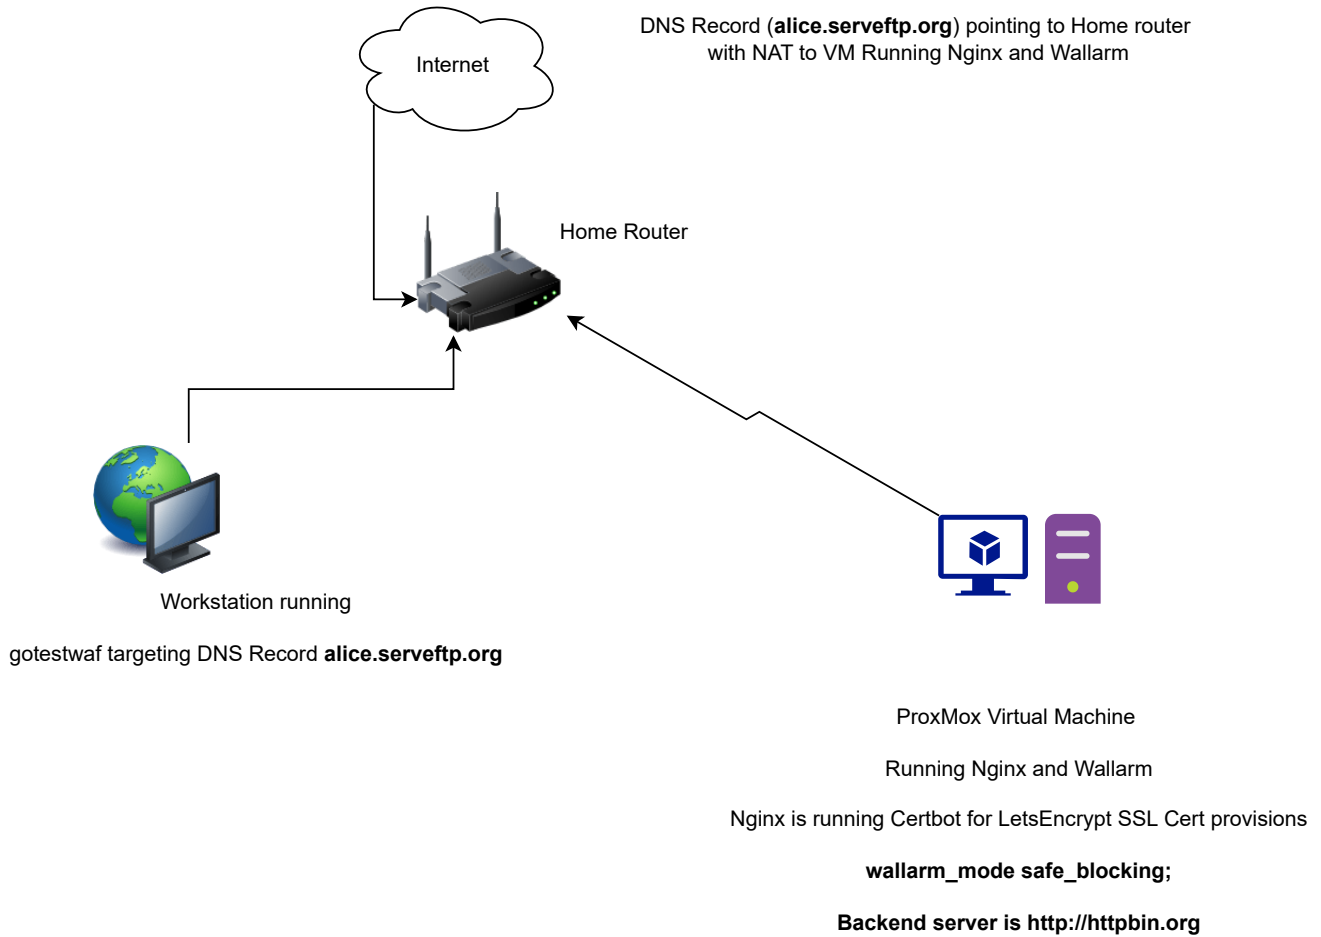 DNS Record (alice.serveftp.org) pointing to Home router
with NAT to VM Running Nginx and Wallarm
Internet
Home Router
Workstation running
gotestwaf targeting DNS Record alice.serveftp.org
ProxMox Virtual Machine
Running Nginx and Wallarm
Nginx is running Certbot for LetsEncrypt SSL Cert provisions
wallarm_mode safe_blocking;
Backend server is http://httpbin.org